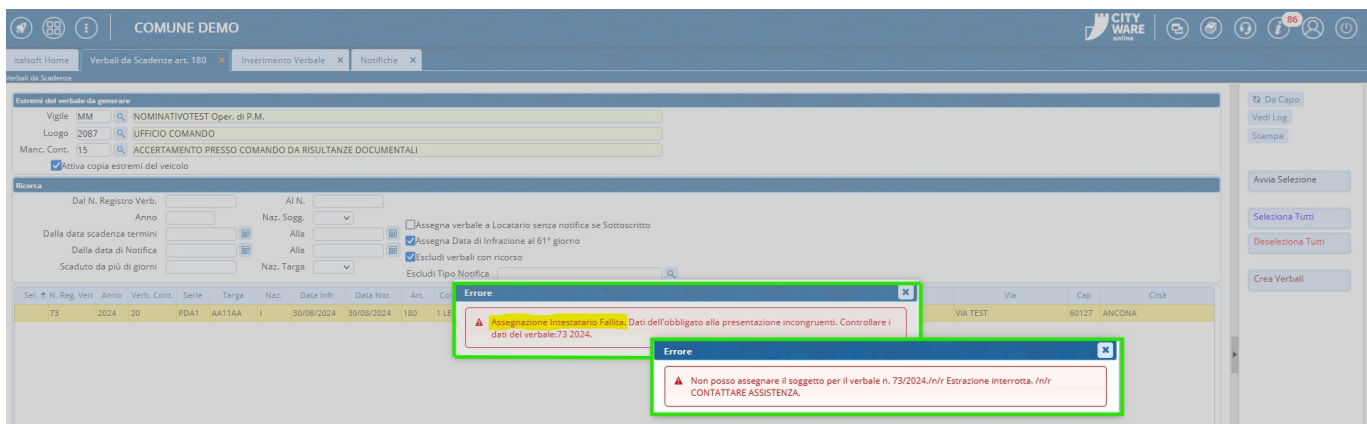 COMUNE DEMO
CITY
WARE
online
86
italsoft Home Verbali da Scadenze art. 180 Inserimento Verbale Notifiche
Verbali da Scadenze
Estremi del verbale da generare
Vigile MM NOMINATIVOTEST Oper. di P.M.
Luogo 2087 UFFICIO COMANDO
Manc. Cont. 15 ACCERTAMENTO PRESSO COMANDO DA RISULTANZE DOCUMENTALI
Attiva copia estremi del veicolo
Ricerca
Dal N. Registro Verb. Al N.
Anno Naz. Sogg.
Assegna verbale a Locatario senza notifica se Sottoscritto
Dalla data scadenza termini Alla
Assegna Data di Infrazione al 61° giorno
Dalla data di Notifica Alla
Escludi verbali con ricorso
Scaduto da più di giorni Naz. Targa
Escludi Tipo Notifica
Da Capo
Vedi Log
Stampa
Avvia Selezione
Seleziona Tutti
Deseleziona Tutti
Crea Verbali
Sel. N. Reg. Verl Anno Verb. Cont. Serie Targa Naz. Data Infr. Data Not. Art. Via Cap Città
73 2024 20 PDA1 AA11AA I 30/08/2024 30/08/2024 180 1 LE VIA TEST 60127 ANCONA
Errore
Assegnazione Intestatario Fallita. Dati dell'obbligato alla presentazione incongruenti. Controllare i
dati del verbale:73 2024.
Errore
Non posso assegnare il soggetto per il verbale n. 73/2024./n/r Estrazione interrotta. /n/r
CONTATTARE ASSISTENZA.